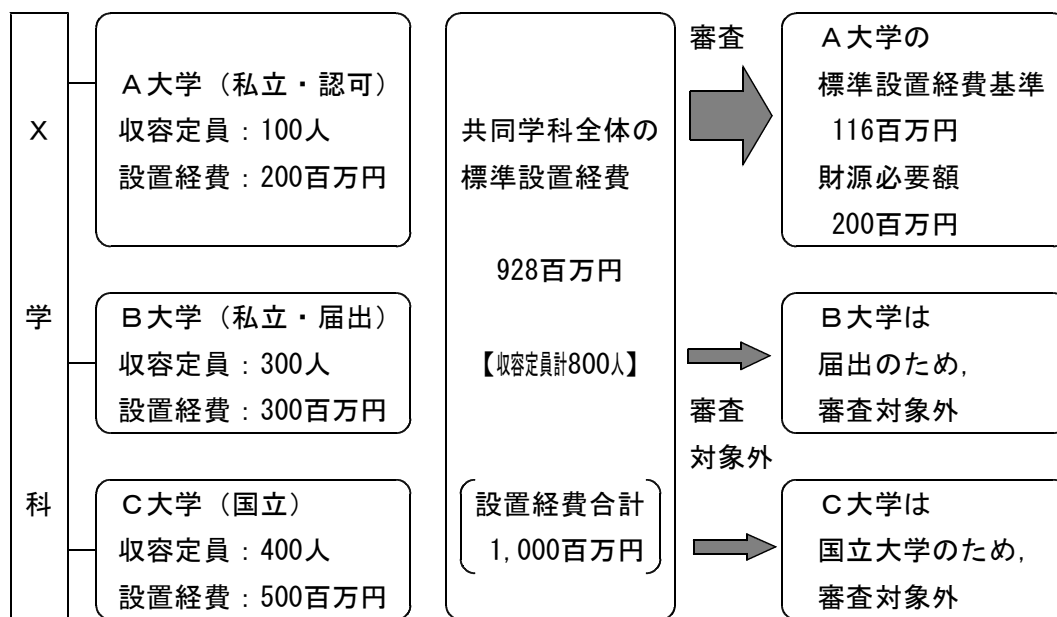 X
学
科
A大学（私立・認可）
収容定員：100人
設置経費：200百万円
B大学（私立・届出）
収容定員：300人
設置経費：300百万円
C大学（国立）
収容定員：400人
設置経費：500百万円
共同学科全体の
標準設置経費
928百万円
【収容定員計800人】
設置経費合計
1,000百万円
審査
審査
対象外
A大学の
標準設置経費基準
116百万円
財源必要額
200百万円
B大学は
届出のため,
審査対象外
C大学は
国立大学のため,
審査対象外